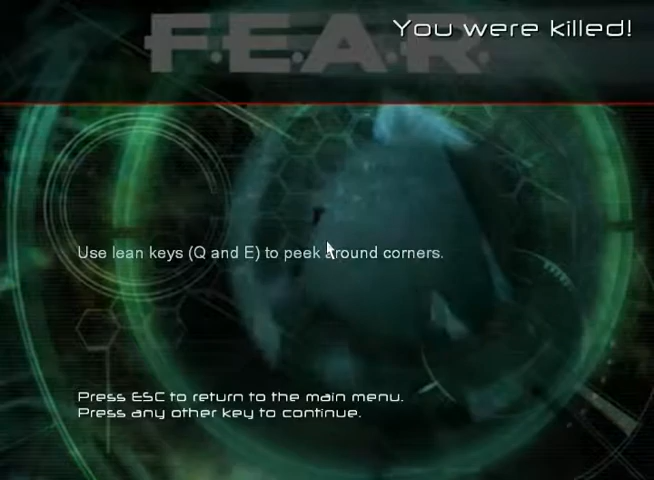 F.E.A.R.
You were killed!
Use lean keys (Q and E) to peek around corners.
Press ESC to return to the main menu.
Press any other key to continue.